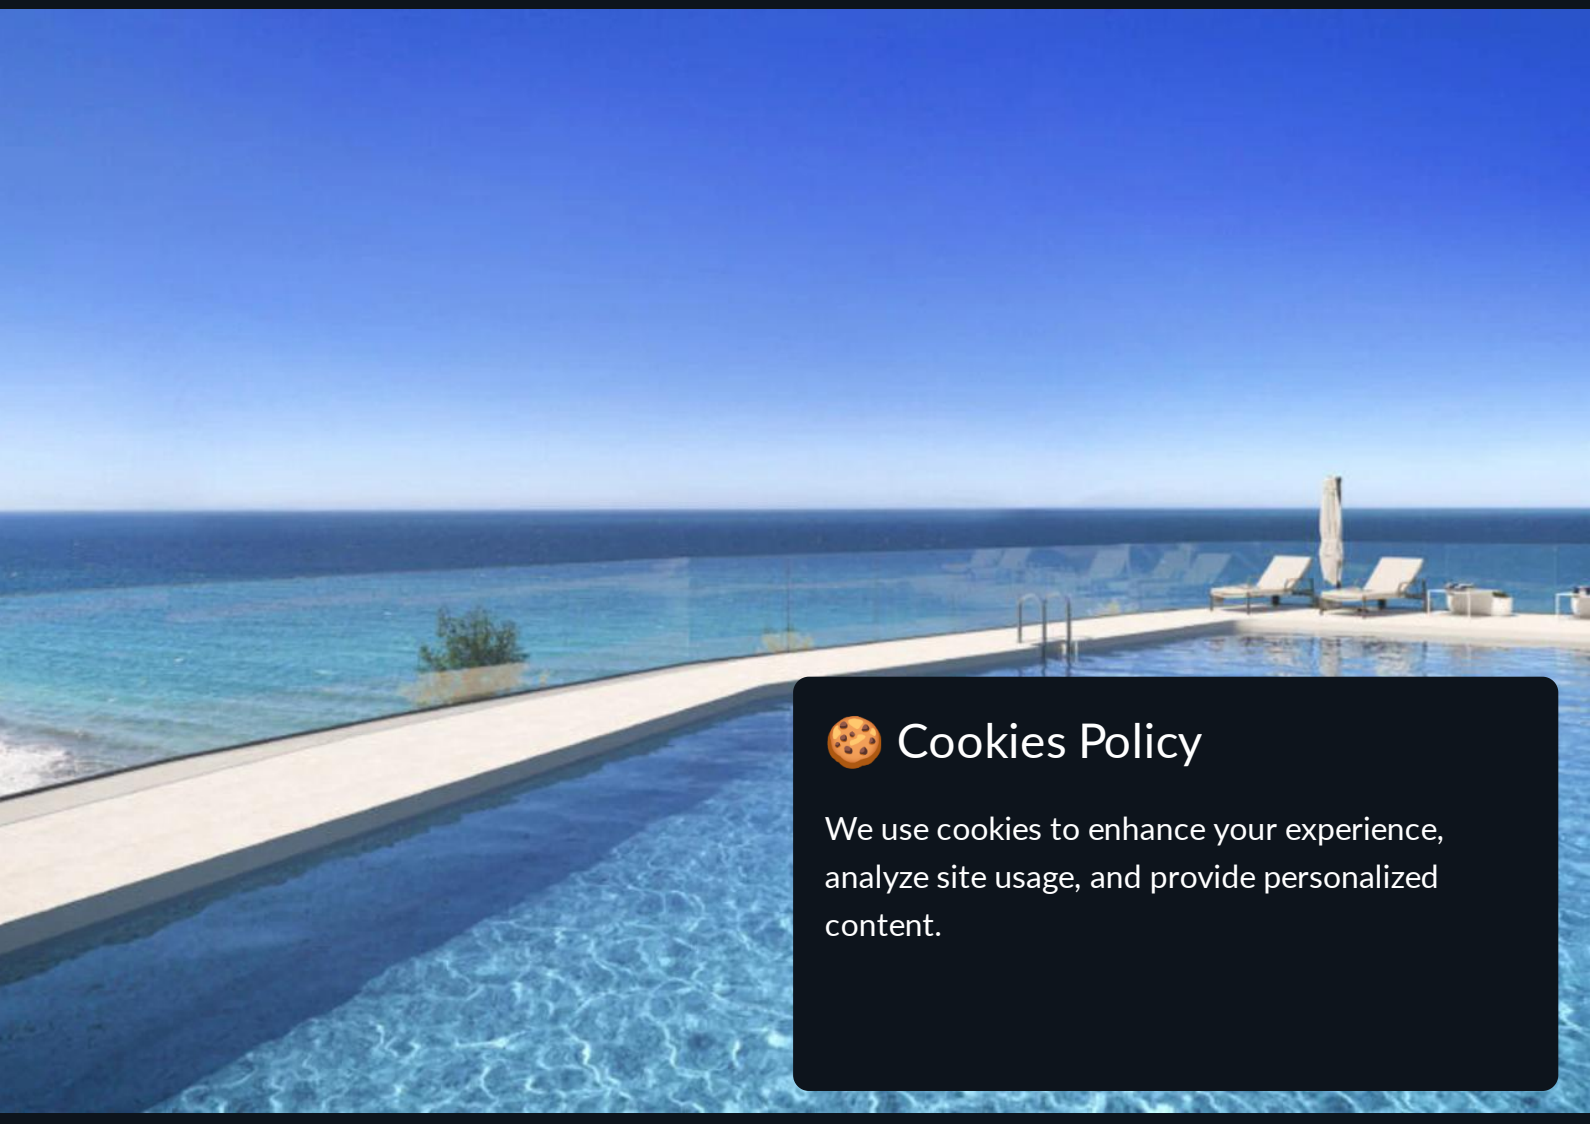 🍪 Cookies Policy
We use cookies to enhance your experience,
analyze site usage, and provide personalized
content.